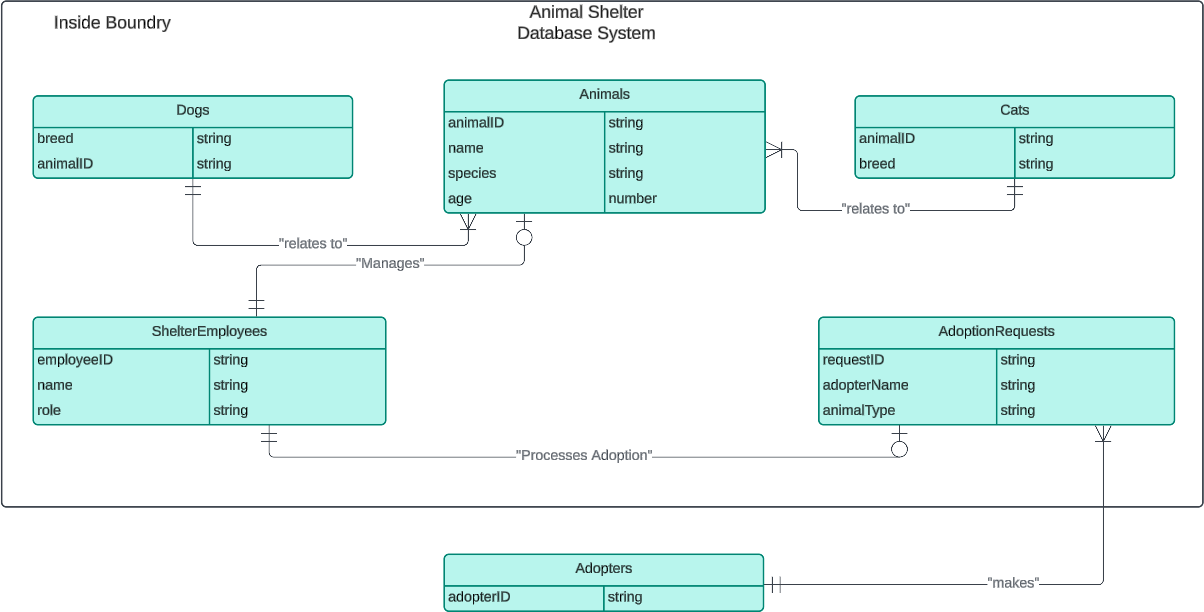 Inside Boundry
Animal Shelter
Database System
Dogs
breed string
animalID string
Animals
animalID string
name string
species string
age number
Cats
animalID string
breed string
"relates to"
"relates to"
"Manages"
ShelterEmployees
employeeID string
name string
role string
AdoptionRequests
requestID string
adopterName string
animalType string
"Processes Adoption"
Adopters
adopterID string
"makes"